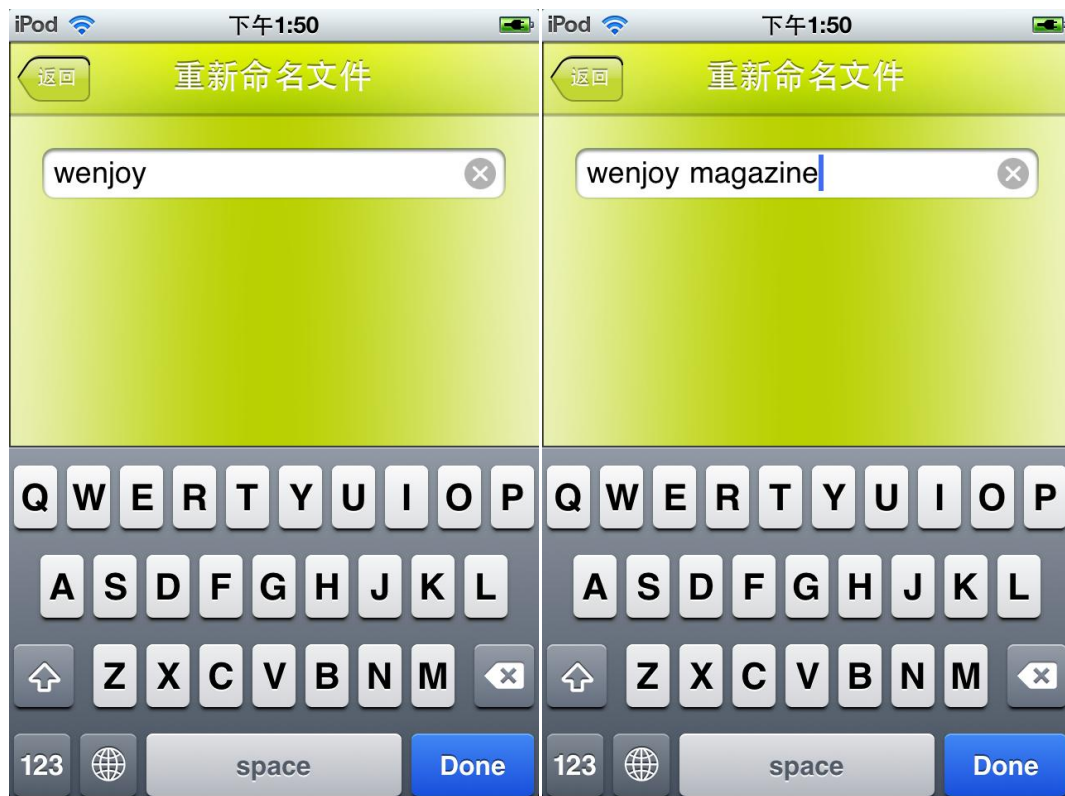 iPod 下午1:50
返回 重新命名文件
wenjoy
Q W E R T Y U I O P
A S D F G H J K L
Z X C V B N M
123 space Done
iPod 下午1:50
返回 重新命名文件
wenjoy magazine
Q W E R T Y U I O P
A S D F G H J K L
Z X C V B N M
123 space Done